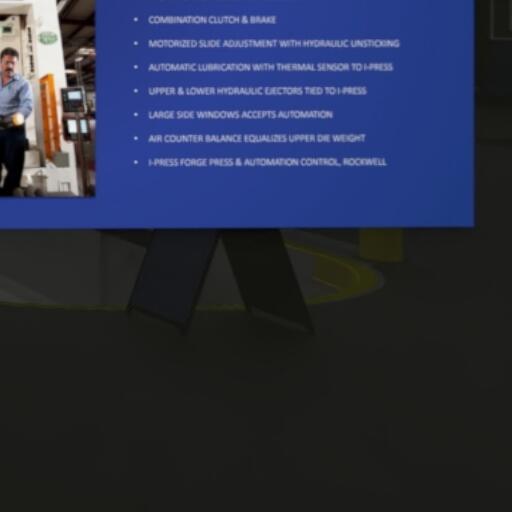 • COMBINATION CLUTCH & BRAKE
• MOTORIZED SLIDE ADJUSTMENT WITH HYDRAULIC UNSTICKING
• AUTOMATIC LUBRICATION WITH THERMAL SENSOR TO I-PRESS
• UPPER & LOWER HYDRAULIC EJECTORS TIED TO I-PRESS
• LARGE SIDE WINDOWS ACCEPTS AUTOMATION
• AIR COUNTER BALANCE EQUALIZES UPPER DIE WEIGHT
• I-PRESS FORGE PRESS & AUTOMATION CONTROL, ROCKWELL